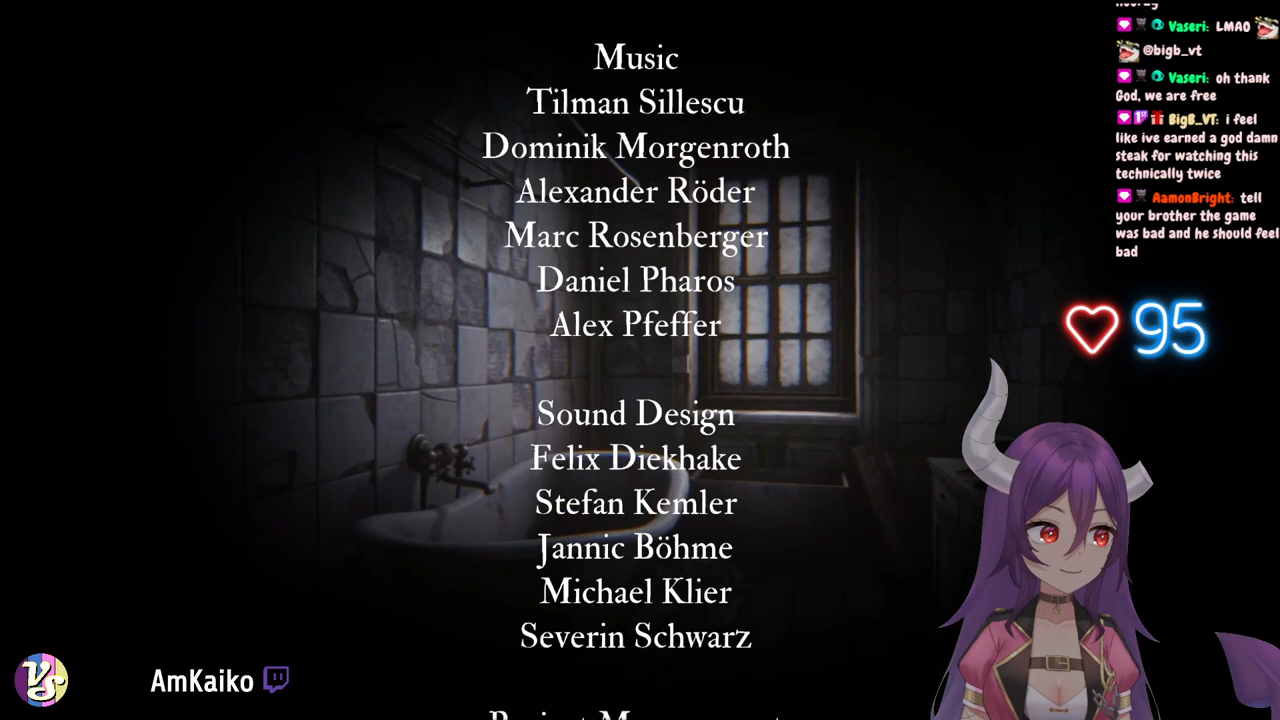 Music
Tilman Sillescu
Dominik Morgenroth
Alexander Röder
Marc Rosenberger
Daniel Pharos
Alex Pfeffer
Sound Design
Felix Diekhake
Stefan Kemler
Jannic Böhme
Michael Klier
Severin Schwarz
Vaseri: LMAO
@bigb_vt
Vaseri: oh thank
God, we are free
BigB_VT: i feel
like ive earned a god damn
steak for watching this
technically twice
AamonBright: tell
your brother the game
was bad and he should feel
bad
95
VS
AmKaiko